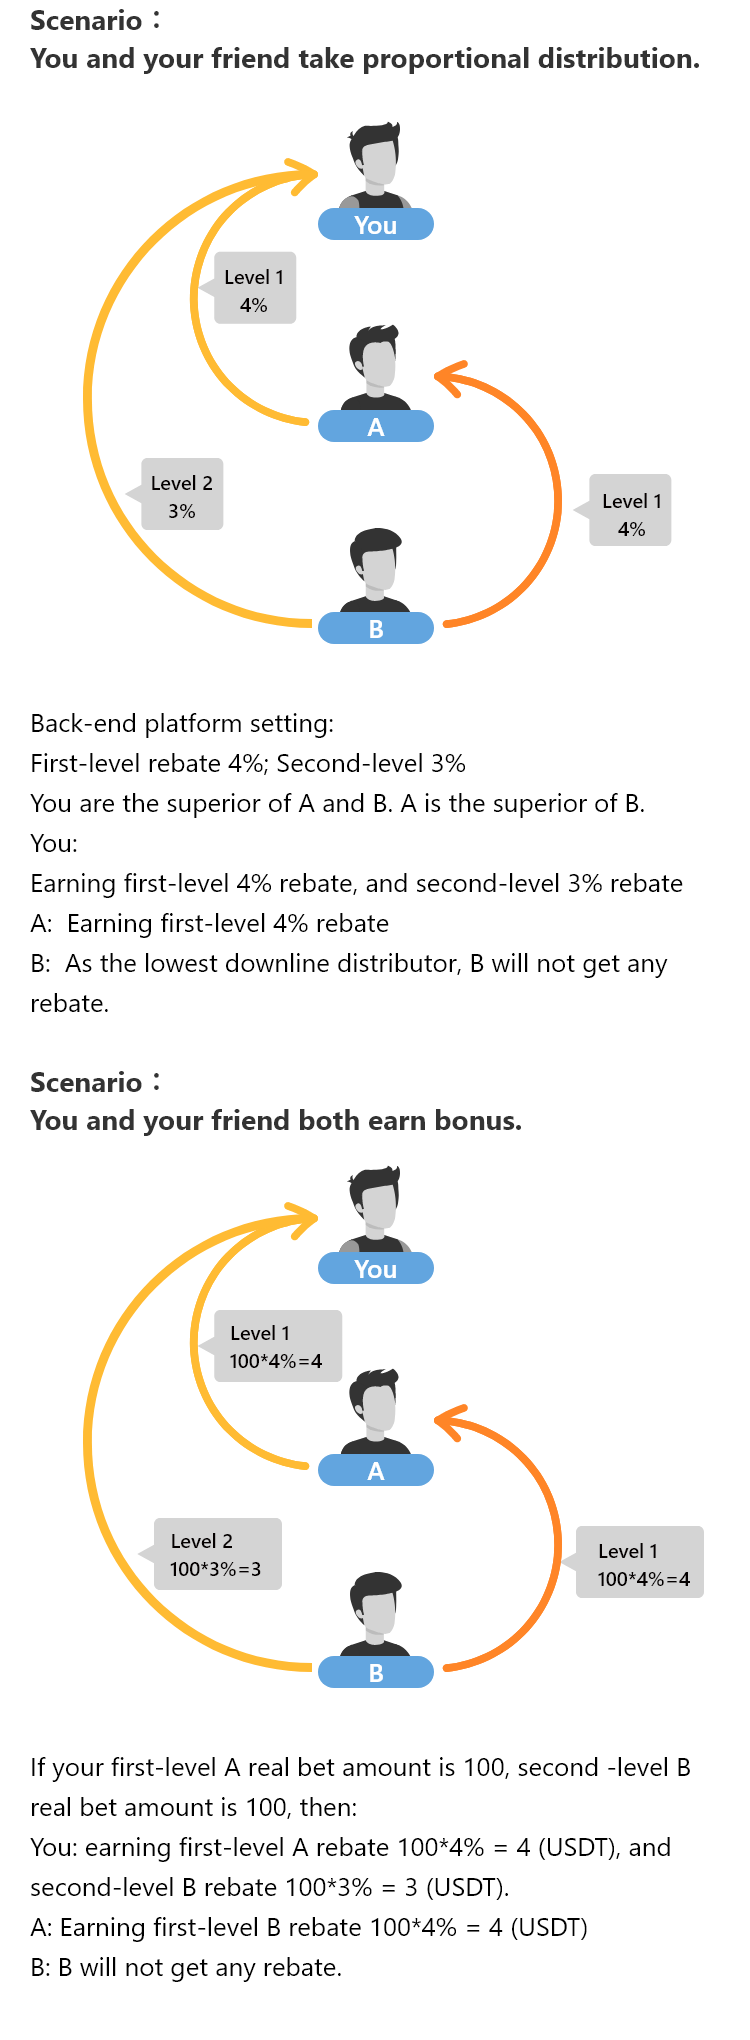 Scenario：
You and your friend take proportional distribution.
You
Level 1
4%
A
Level 2
3%
Level 1
4%
B
Back-end platform setting:
First-level rebate 4%; Second-level 3%
You are the superior of A and B. A is the superior of B.
You:
Earning first-level 4% rebate, and second-level 3% rebate
A:  Earning first-level 4% rebate
B:  As the lowest downline distributor, B will not get any
rebate.
Scenario：
You and your friend both earn bonus.
You
Level 1
100*4%=4
A
Level 2
100*3%=3
Level 1
100*4%=4
B
If your first-level A real bet amount is 100, second -level B
real bet amount is 100, then:
You: earning first-level A rebate 100*4% = 4 (USDT), and
second-level B rebate 100*3% = 3 (USDT).
A: Earning first-level B rebate 100*4% = 4 (USDT)
B: B will not get any rebate.